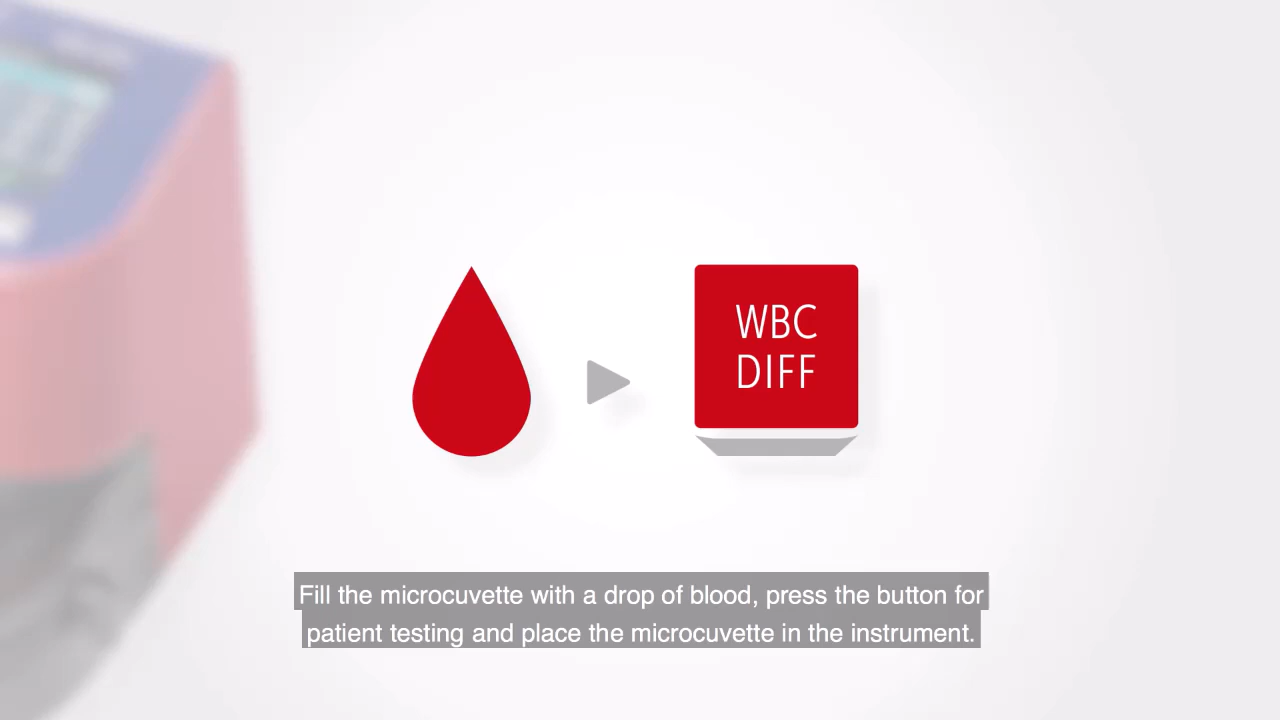 WBC
DIFF
Fill the microcuvette with a drop of blood, press the button for
patient testing and place the microcuvette in the instrument.